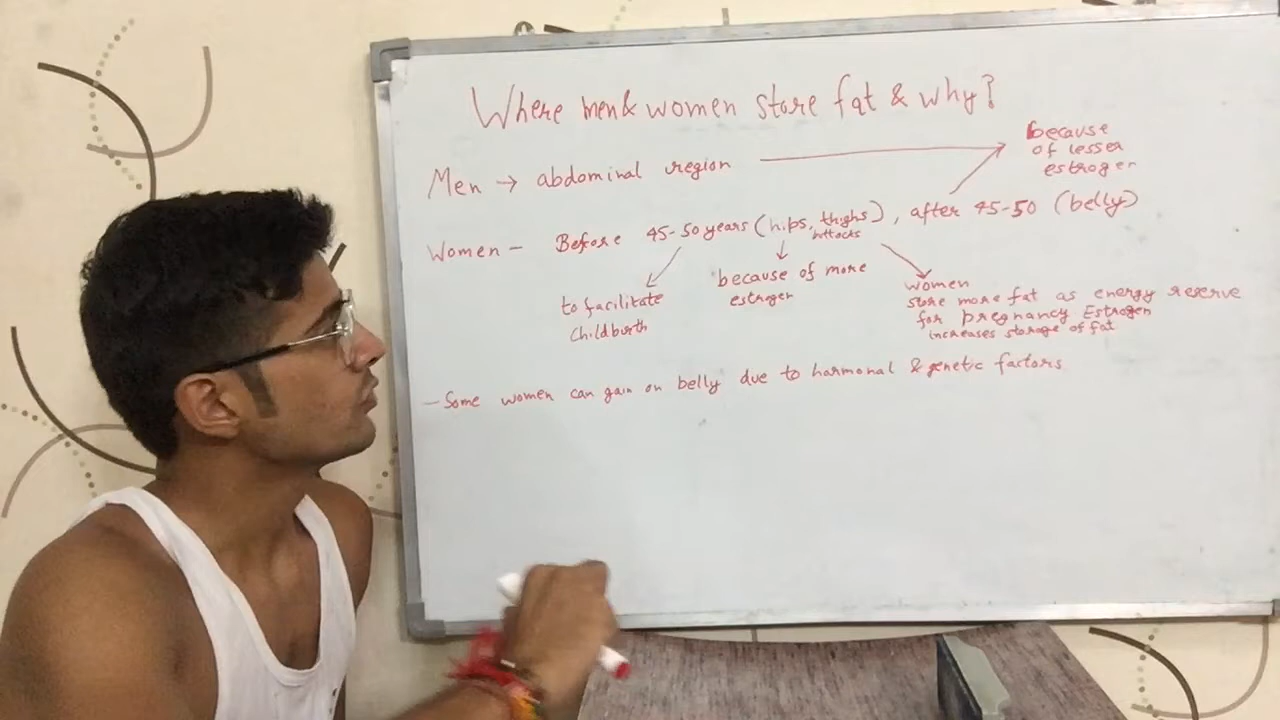 Where men & women store fat & why?
because
of lesser
estrogen
Men → abdominal region
Women - Before 45-50 years (hips, thighs), after 45-50 (belly)
buttocks
to facilitate
Childbirth
because of more
estrogen
women
store more fat as energy reserve
for pregnancy Estrogen
increases storage of fat
- Some women can gain on belly due to harmonal & genetic factors